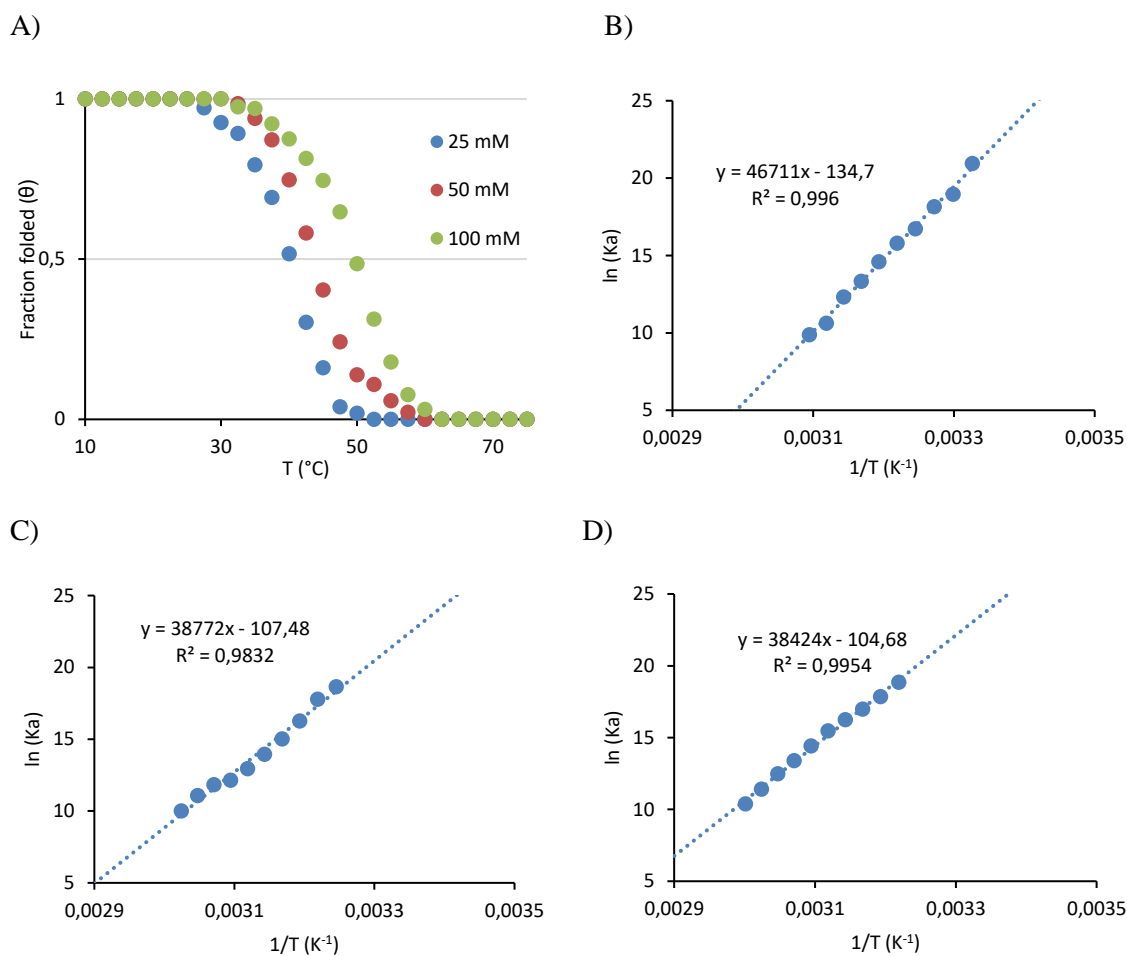 A)
1
0,5
0
Fraction folded (θ)
25 mM
50 mM
100 mM
10
30
50
70
T (°C)
B)
25
20
15
10
5
ln (Ka)
y = 46711x - 134,7
R² = 0,996
0,0029
0,0031
0,0033
0,0035
1/T (K⁻¹)
C)
25
20
15
10
5
ln (Ka)
y = 38772x - 107,48
R² = 0,9832
0,0029
0,0031
0,0033
0,0035
1/T (K⁻¹)
D)
25
20
15
10
5
ln (Ka)
y = 38424x - 104,68
R² = 0,9954
0,0029
0,0031
0,0033
0,0035
1/T (K⁻¹)